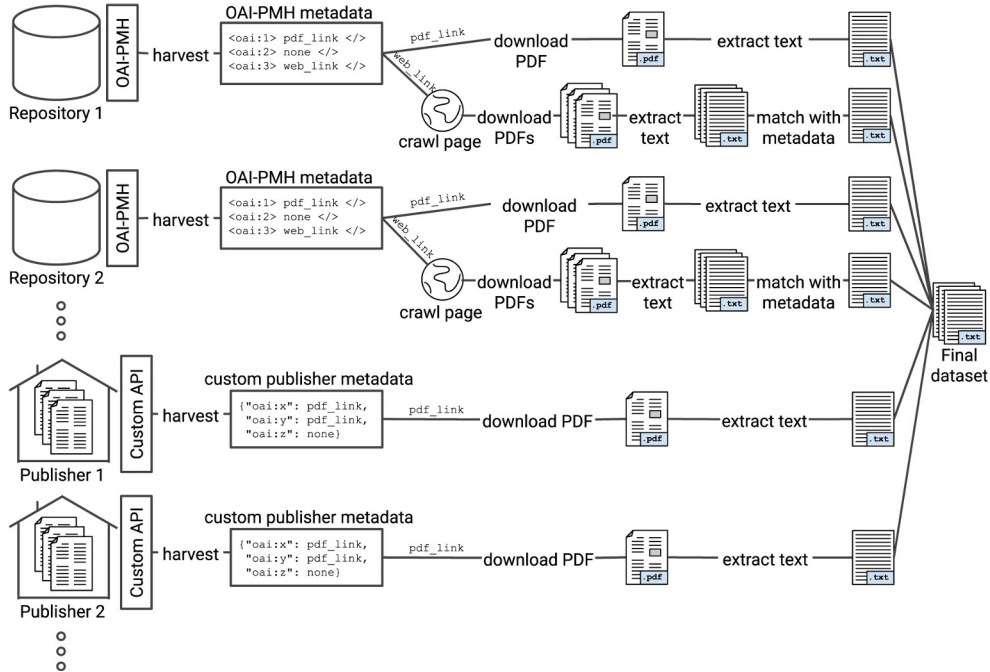 OAI-PMH metadata
<oai:1> pdf_link </>
<oai:2> none </>
<oai:3> web_link </>
OAI-PMH
harvest
Repository 1
pdf_link
download
PDF
.pdf
extract text
.txt
web_link
crawl page
download
PDFs
.pdf
extract
text
.txt
match with
metadata
.txt
OAI-PMH metadata
<oai:1> pdf_link </>
<oai:2> none </>
<oai:3> web_link </>
OAI-PMH
harvest
Repository 2
pdf_link
download
PDF
.pdf
extract text
.txt
web_link
crawl page
download
PDFs
.pdf
extract
text
.txt
match with
metadata
.txt
custom publisher metadata
{"oai:x": pdf_link,
"oai:y": pdf_link,
"oai:z": none}
Custom API
harvest
Publisher 1
pdf_link
download PDF
.pdf
extract text
.txt
custom publisher metadata
{"oai:x": pdf_link,
"oai:y": pdf_link,
"oai:z": none}
Custom API
harvest
Publisher 2
pdf_link
download PDF
.pdf
extract text
.txt
.txt
Final
dataset